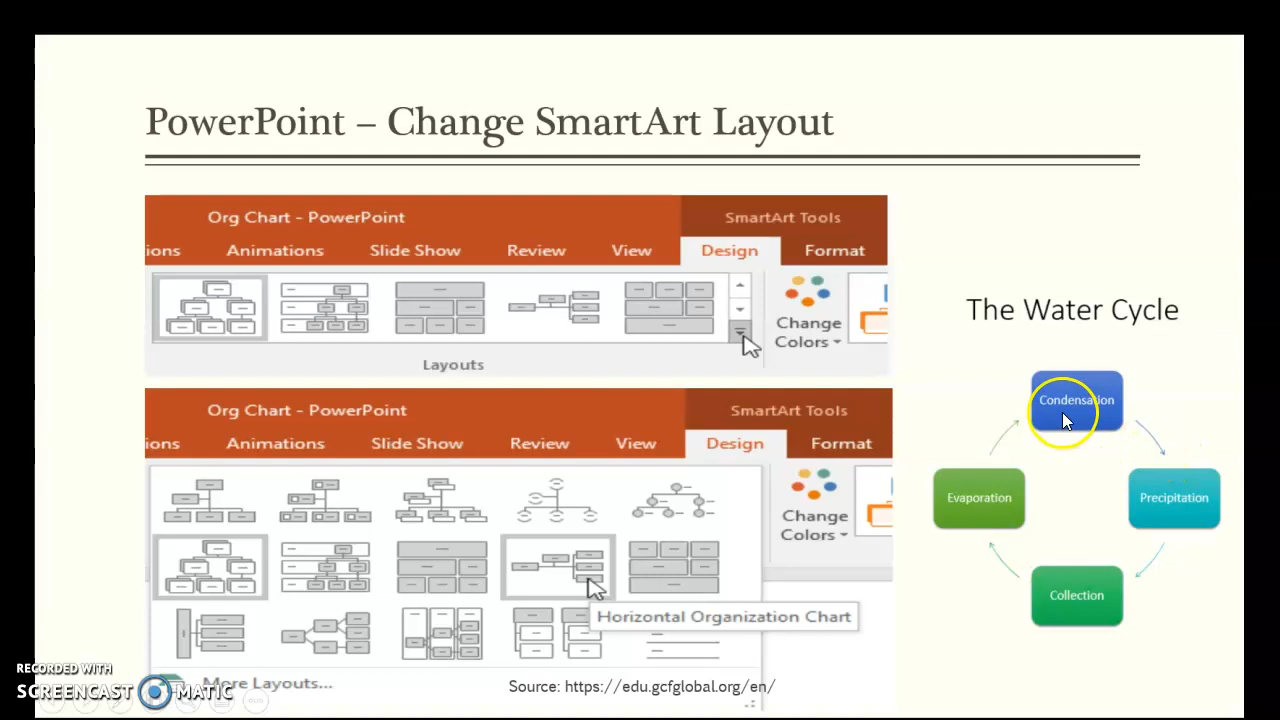 PowerPoint – Change SmartArt Layout
Org Chart - PowerPoint
SmartArt Tools
ions Animations Slide Show Review View Design Format
Change
Colors
Layouts
Org Chart - PowerPoint
SmartArt Tools
ions Animations Slide Show Review View Design Format
Change
Colors
Horizontal Organization Chart
More Layouts...
The Water Cycle
Condensation
Evaporation
Precipitation
Collection
Source: https://edu.gcfglobal.org/en/
RECORDED WITH
SCREENCAST MATIC